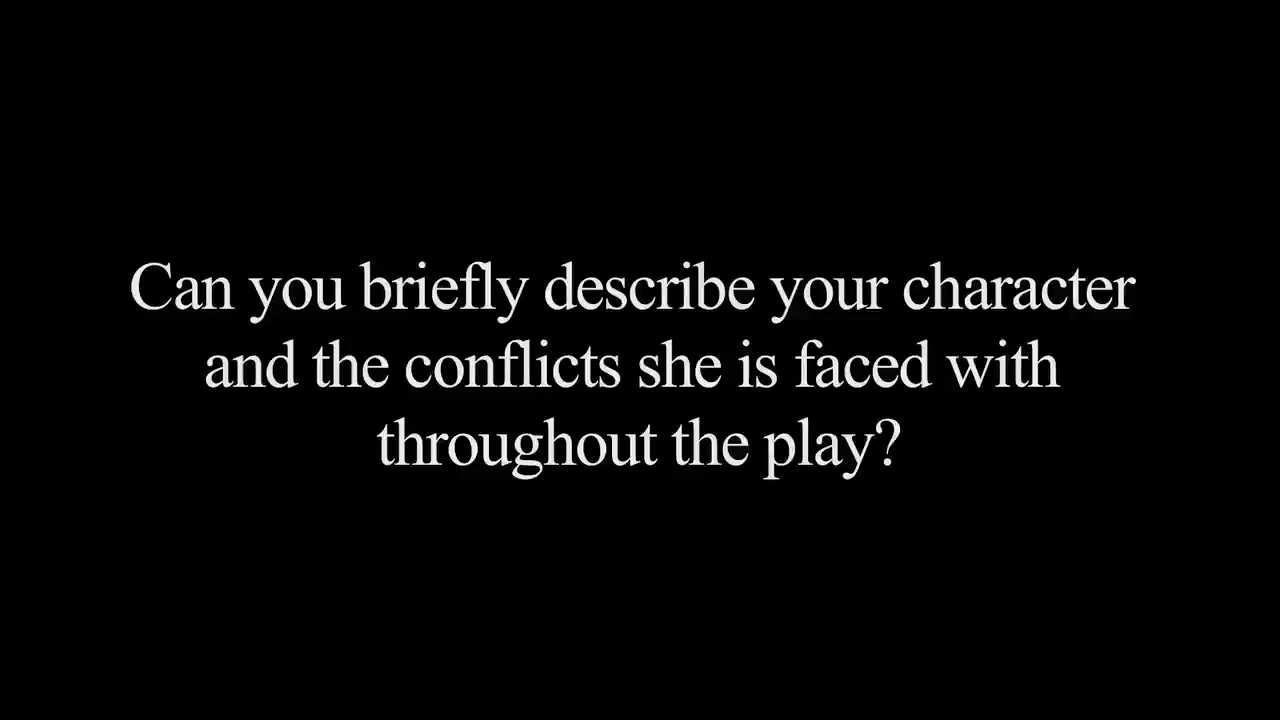 Can you briefly describe your character
and the conflicts she is faced with
throughout the play?